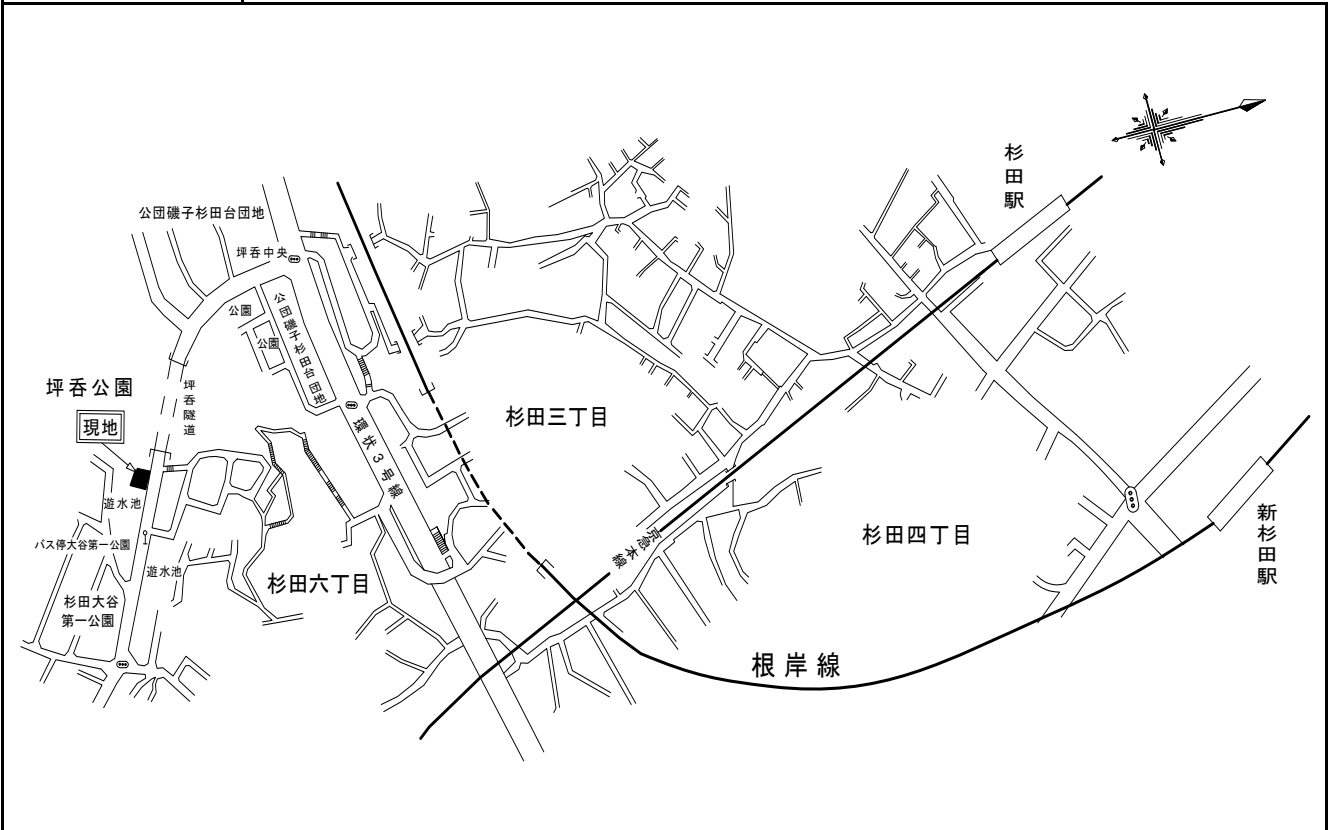 杉田駅
公団磯子杉田台団地
坪呑中央
公園
公園
公団磯子杉田台団地
坪呑公園
現地
坪呑隧道
杉田三丁目
環状3号線
遊水池
バス停大谷第一公園
遊水池
杉田大谷
第一公園
杉田六丁目
京急本線
杉田四丁目
新杉田駅
根岸線